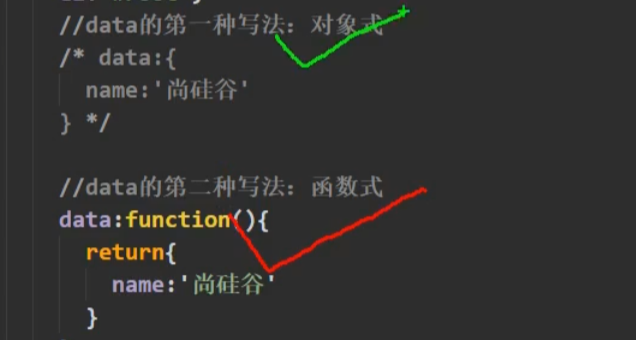 //data的第一种写法：对象式
/* data:{
name:'尚硅谷'
} */
//data的第二种写法：函数式
data:function(){
return{
name:'尚硅谷'
}